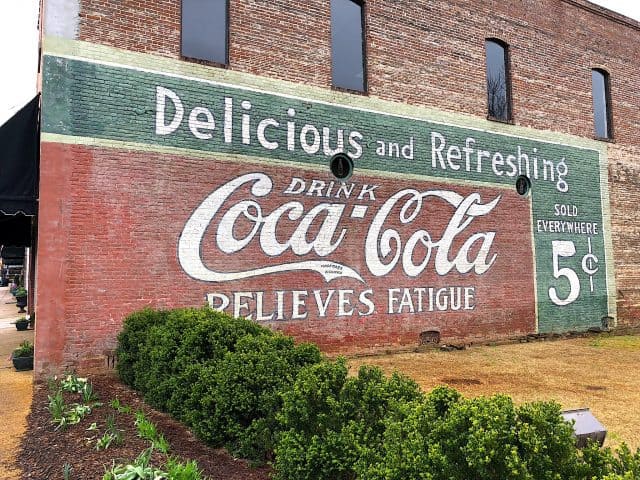 Delicious and Refreshing
DRINK
Coca-Cola
RELIEVES FATIGUE
SOLD
EVERYWHERE
5¢